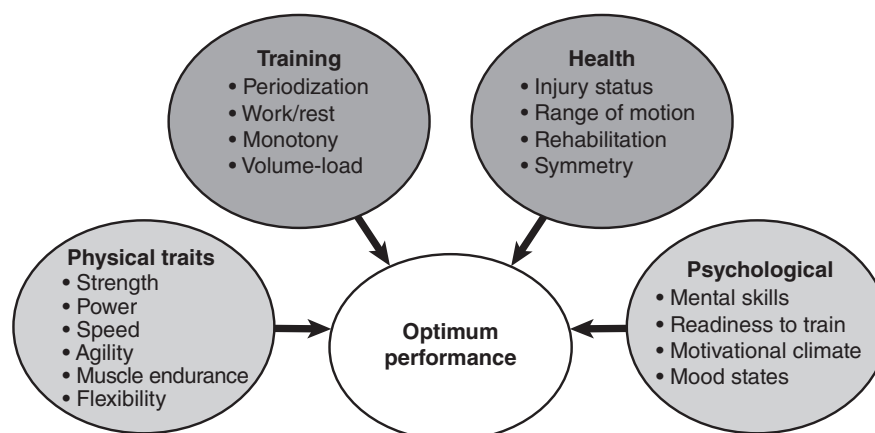 Training
• Periodization
• Work/rest
• Monotony
• Volume-load
Health
• Injury status
• Range of motion
• Rehabilitation
• Symmetry
Physical traits
• Strength
• Power
• Speed
• Agility
• Muscle endurance
• Flexibility
Optimum
performance
Psychological
• Mental skills
• Readiness to train
• Motivational climate
• Mood states